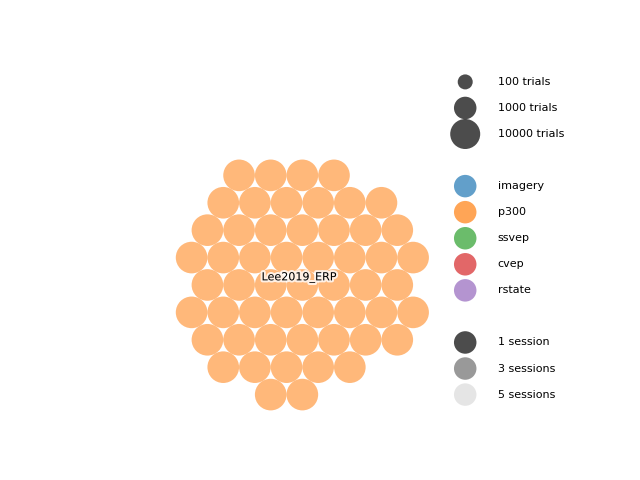 100 trials
1000 trials
10000 trials
imagery
p300
ssvep
cvep
rstate
1 session
3 sessions
5 sessions
Lee2019_ERP